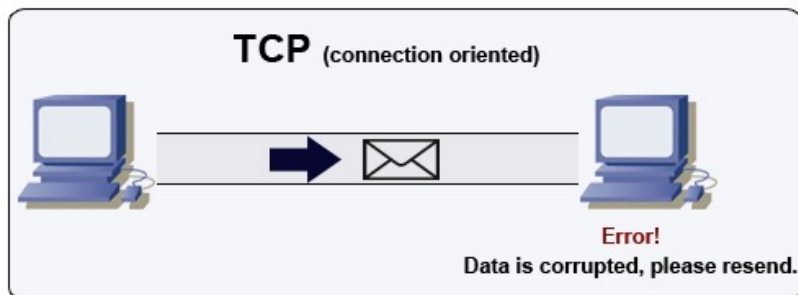 TCP (connection oriented)
Error!
Data is corrupted, please resend.